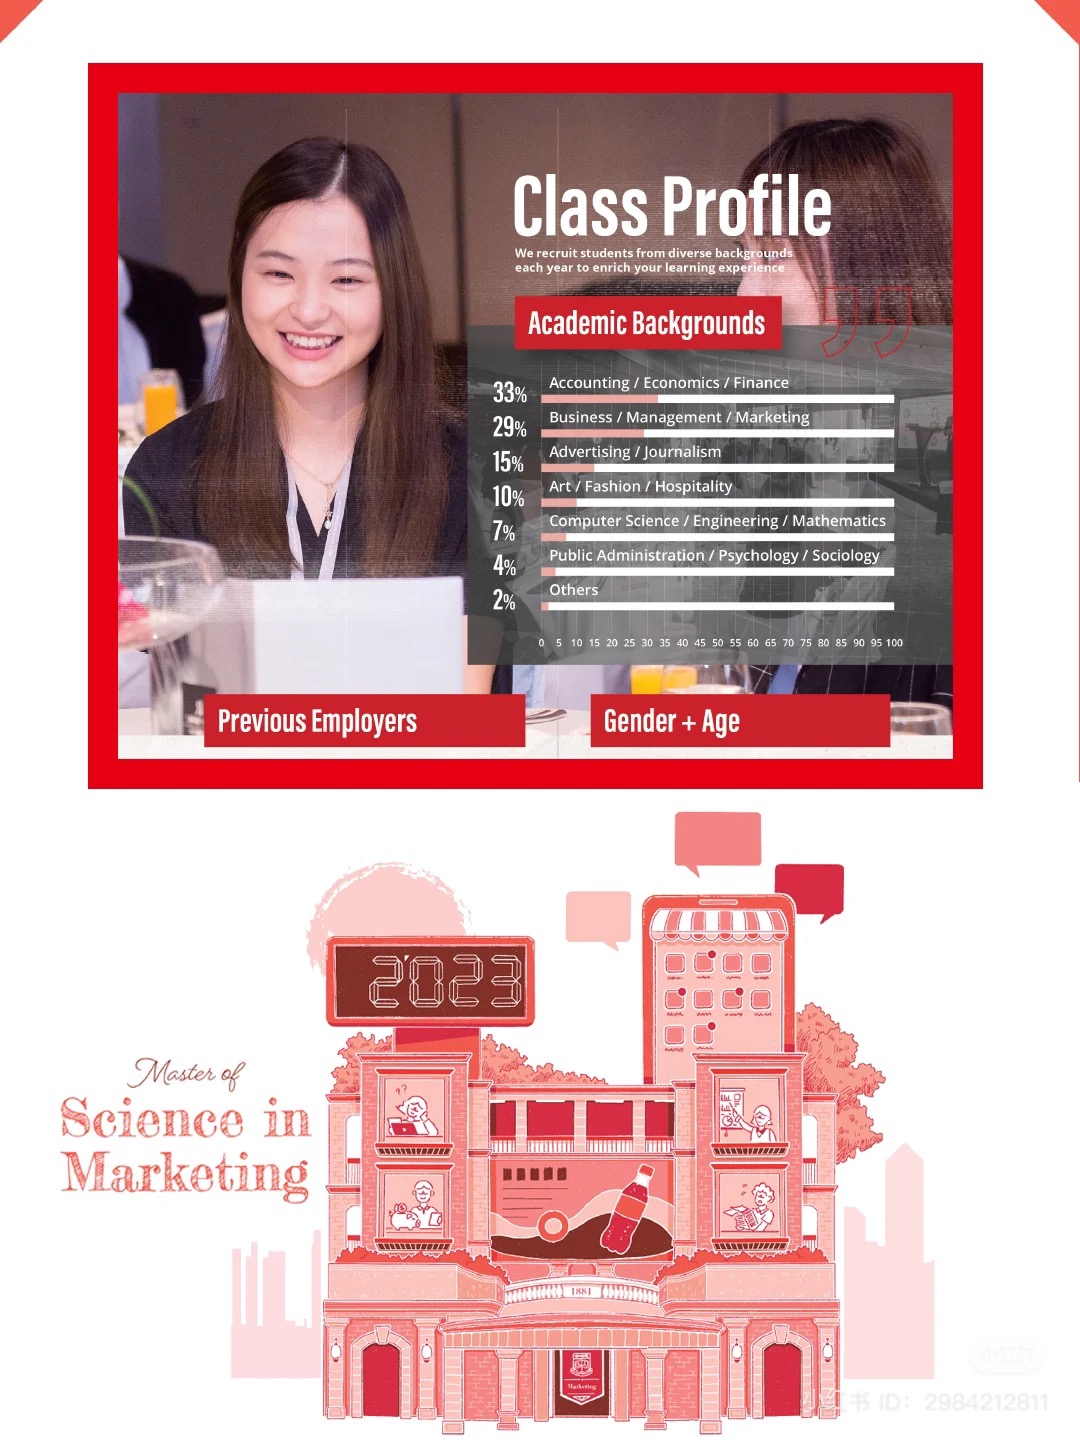 Class Profile
We recruit students from diverse backgrounds
each year to enrich your learning experience
Academic Backgrounds
33% Accounting / Economics / Finance
29% Business / Management / Marketing
15% Advertising / Journalism
10% Art / Fashion / Hospitality
7% Computer Science / Engineering / Mathematics
4% Public Administration / Psychology / Sociology
2% Others
0 5 10 15 20 25 30 35 40 45 50 55 60 65 70 75 80 85 90 95 100
Previous Employers
Gender + Age
2023
Master of
Science in
Marketing
1881
Marketing
小红书 ID: 2984212811